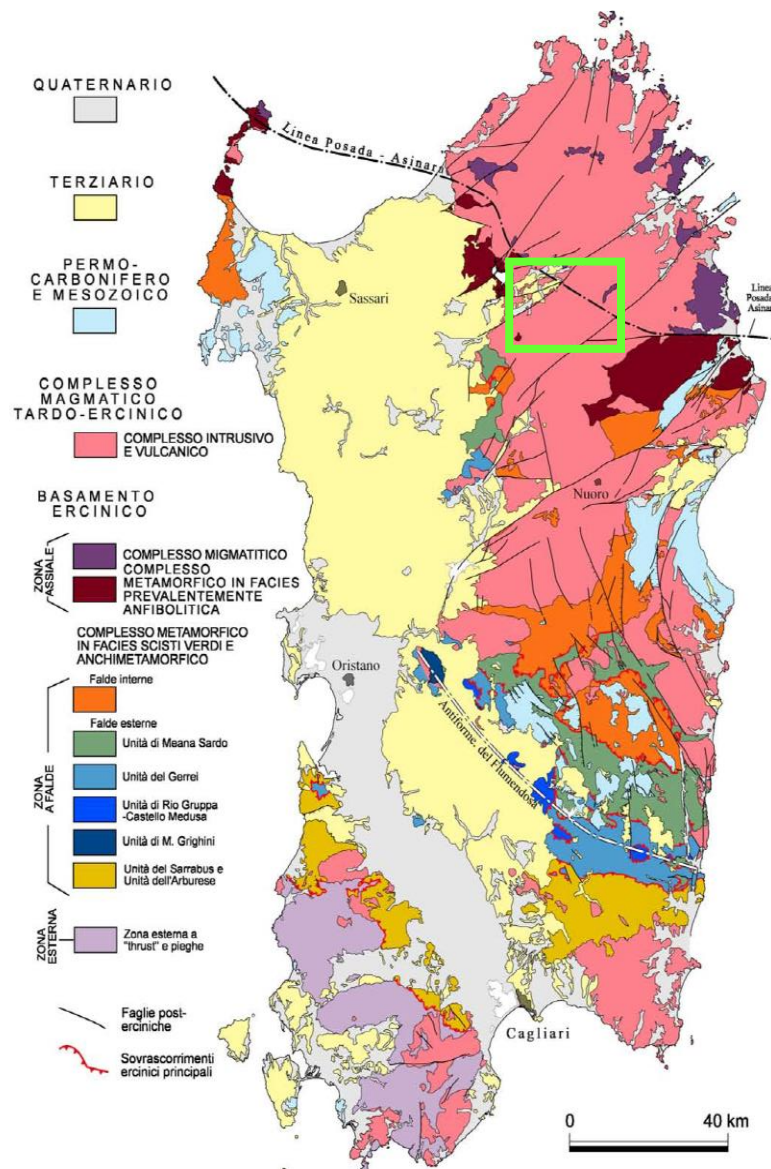 QUATERNARIO
TERZIARIO
PERMO-
CARBONIFERO
E MESOZOICO
COMPLESSO
MAGMATICO
TARDO-ERCINICO
COMPLESSO INTRUSIVO
E VULCANICO
BASAMENTO
ERCINICO
ZONA
ASSIALE
COMPLESSO MIGMATITICO
COMPLESSO
METAMORFICO IN FACIES
PREVALENTEMENTE
ANFIBOLITICA
COMPLESSO METAMORFICO
IN FACIES SCISTI VERDI E
ANCHIMETAMORFICO
ZONA
A FALDE
Falde interne
Falde esterne
Unità di Meana Sardo
Unità del Gerrei
Unità di Rio Gruppa
-Castello Medusa
Unità di M. Grighini
Unità del Sarrabus e
Unità dell'Arburese
ZONA
ESTERNA
Zona esterna a
"thrust" e pieghe
Faglie post-
erciniche
Sovrascorrimenti
ercinici principali
Linea Posada - Asinara
Sassari
Linea
Posada
Asinara
Nuoro
Oristano
Antiforme del Flumendosa
Cagliari
0 40 km